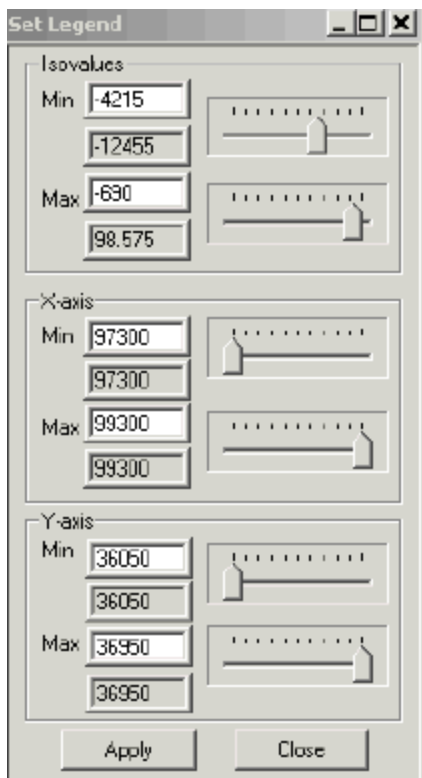 Set Legend
Isovalues
Min -4215
-12455
Max -690
98.575
X-axis
Min 97300
97300
Max 99300
99300
Y-axis
Min 36050
36050
Max 36950
36950
Apply Close